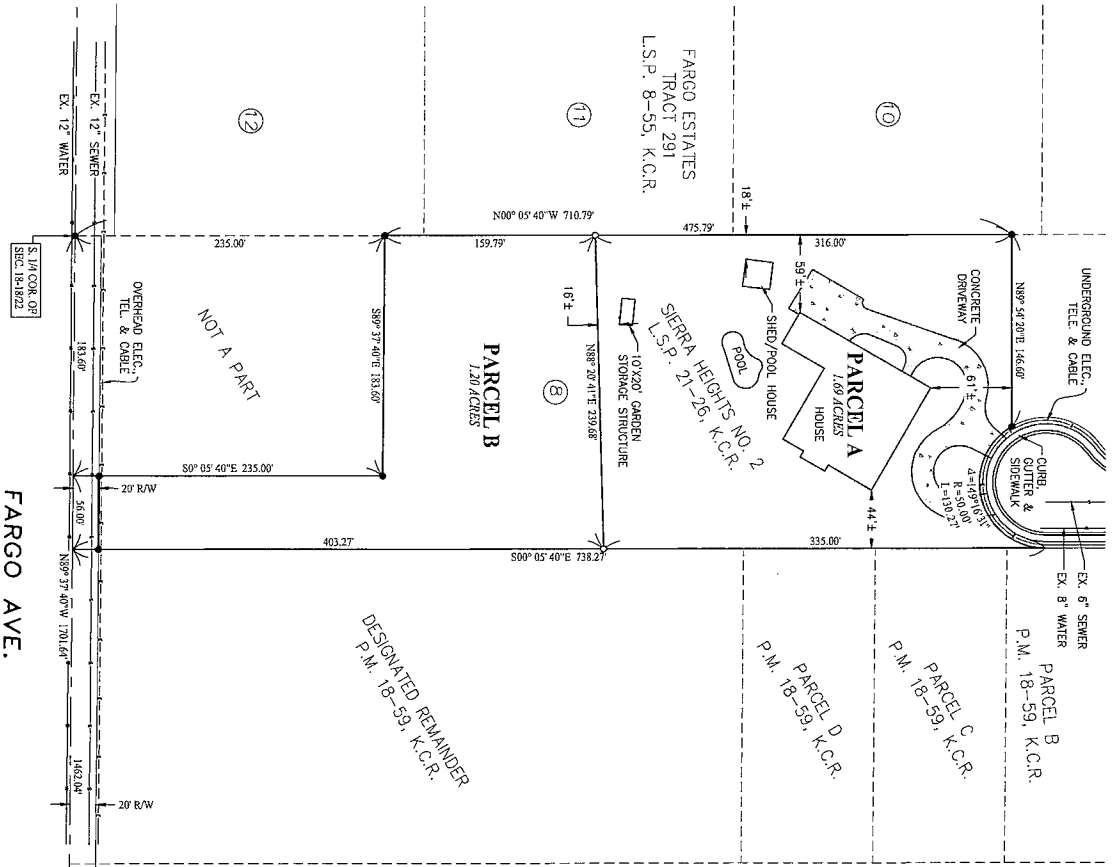 FARGO ESTATES
TRACT 291
L.S.P. 8-55, K.C.R.
10
11
12
UNDERGROUND ELEC.,
TELE. & CABLE
N89° 54' 20"E 146.60'
CONCRETE
DRIVEWAY
CURB,
GUTTER &
SIDEWALK
Δ=149°16'31"
R=50.00'
L=130.27'
EX. 6" SEWER
EX. 8" WATER
N00° 05' 40"W 710.79'
475.79'
316.00'
18'±
59'±
61'±
44'±
SHED/POOL HOUSE
POOL
HOUSE
PARCEL A
1.69 ACRES
SIERRA HEIGHTS NO. 2
L.S.P. 21-26, K.C.R.
10'X20' GARDEN
STORAGE STRUCTURE
16'±
N88° 20' 41"E 239.68'
335.00'
8
159.79'
235.00'
PARCEL B
1.20 ACRES
S89° 37' 40"E 183.60'
NOT A PART
S0° 05' 40"E 235.00'
403.27'
S00° 05' 40"E 738.27'
EX. 12" SEWER
EX. 12" WATER
S. 1/4 COR. OF
SEC. 18-18/22
OVERHEAD ELEC.,
TEL. & CABLE
183.60'
20' R/W
56.00'
N89° 37' 40"W 1701.64'
1462.04'
20' R/W
FARGO AVE.
PARCEL B
P.M. 18-59, K.C.R.
PARCEL C
P.M. 18-59, K.C.R.
PARCEL D
P.M. 18-59, K.C.R.
DESIGNATED REMAINDER
P.M. 18-59, K.C.R.